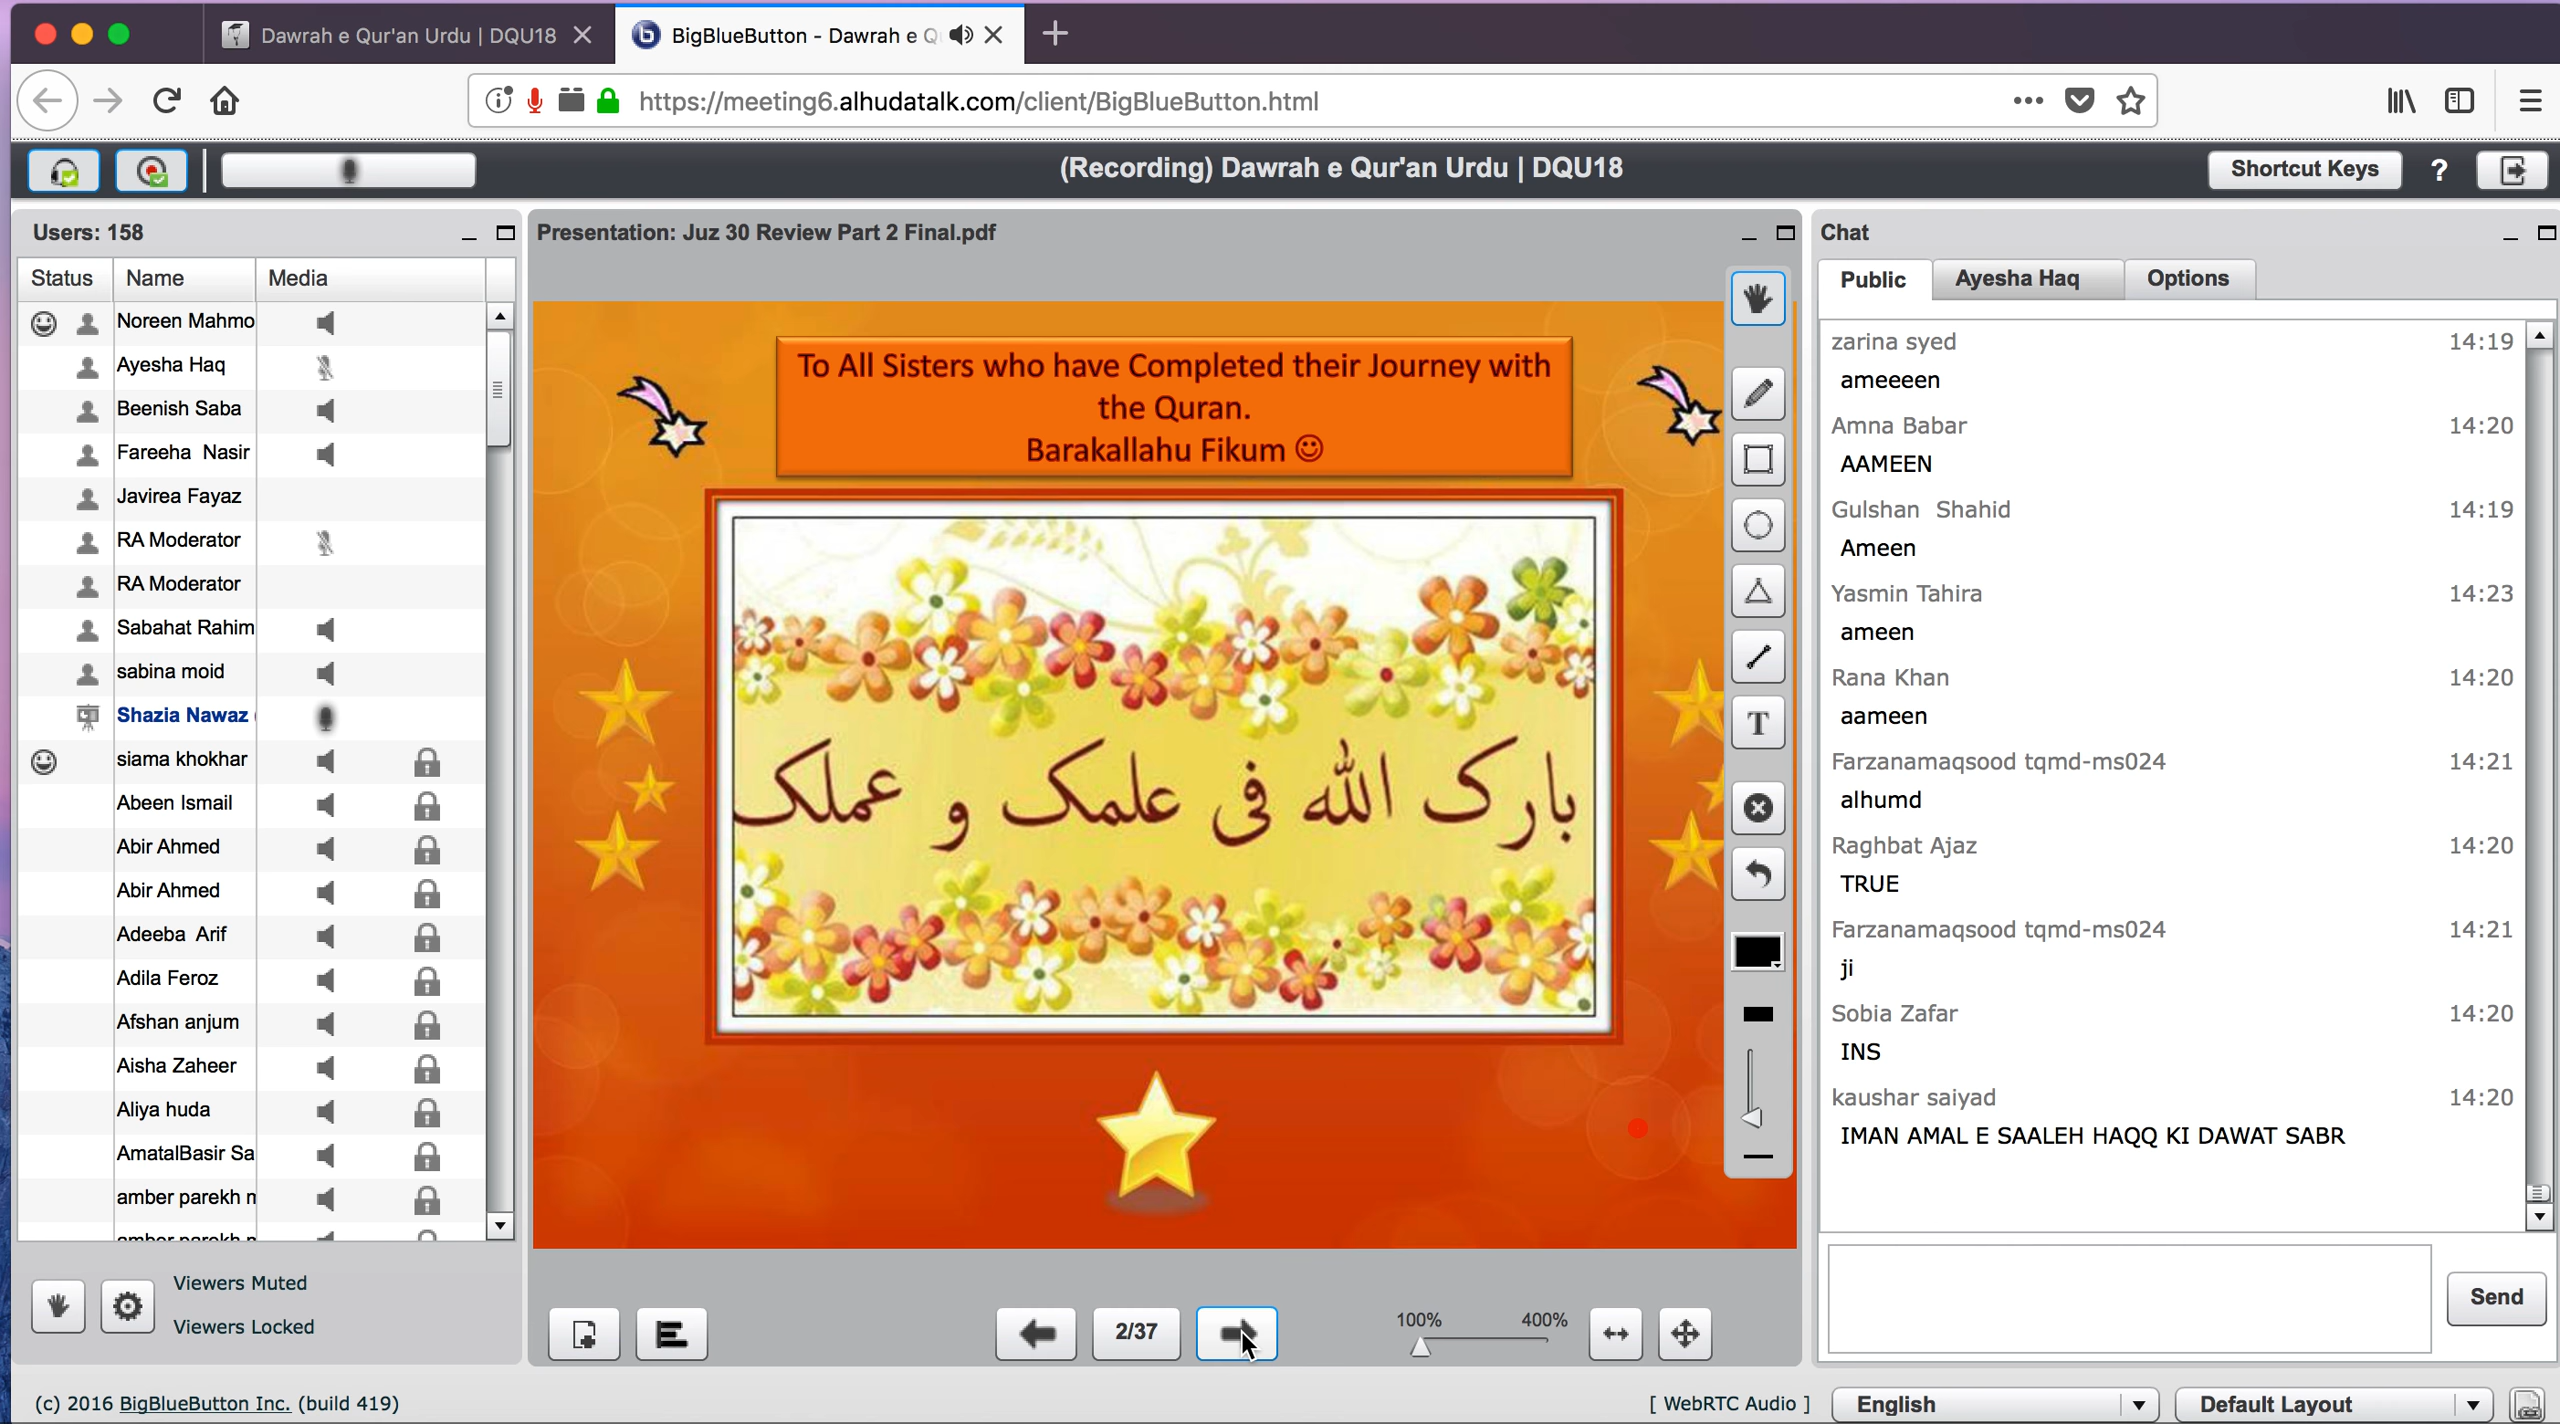 Dawrah e Qur'an Urdu | DQU18
BigBlueButton - Dawrah e Q
https://meeting6.alhudatalk.com/client/BigBlueButton.html
(Recording) Dawrah e Qur'an Urdu | DQU18
Shortcut Keys
?
Users: 158
Status Name Media
Noreen Mahmo
Ayesha Haq
Beenish Saba
Fareeha Nasir
Javirea Fayaz
RA Moderator
RA Moderator
Sabahat Rahim
sabina moid
Shazia Nawaz
siama khokhar
Abeen Ismail
Abir Ahmed
Abir Ahmed
Adeeba Arif
Adila Feroz
Afshan anjum
Aisha Zaheer
Aliya huda
AmatalBasir Sa
amber parekh
Viewers Muted
Viewers Locked
Presentation: Juz 30 Review Part 2 Final.pdf
To All Sisters who have Completed their Journey with
the Quran.
Barakallahu Fikum ☺
بارک الله فی علمک و عملک
T
2/37
100% 400%
Chat
Public Ayesha Haq Options
zarina syed 14:19
ameeeen
Amna Babar 14:20
AAMEEN
Gulshan Shahid 14:19
Ameen
Yasmin Tahira 14:23
ameen
Rana Khan 14:20
aameen
Farzanamaqsood tqmd-ms024 14:21
alhumd
Raghbat Ajaz 14:20
TRUE
Farzanamaqsood tqmd-ms024 14:21
ji
Sobia Zafar 14:20
INS
kaushar saiyad 14:20
IMAN AMAL E SAALEH HAQQ KI DAWAT SABR
Send
(c) 2016 BigBlueButton Inc. (build 419)
[ WebRTC Audio ]
English
Default Layout